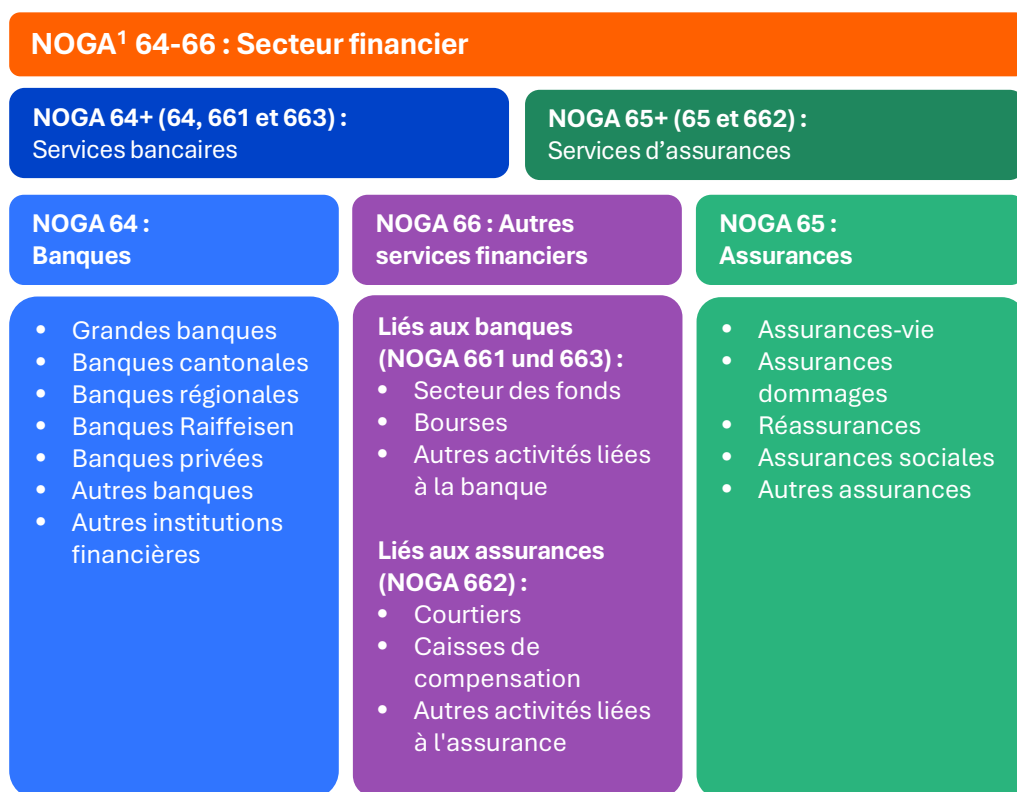 NOGA¹ 64-66 : Secteur financier
NOGA 64+ (64, 661 et 663) :
Services bancaires
NOGA 65+ (65 et 662) :
Services d’assurances
NOGA 64 :
Banques
NOGA 66 : Autres
services financiers
NOGA 65 :
Assurances
• Grandes banques
• Banques cantonales
• Banques régionales
• Banques Raiffeisen
• Banques privées
• Autres banques
• Autres institutions
financières
Liés aux banques
(NOGA 661 und 663) :
• Secteur des fonds
• Bourses
• Autres activités liées
à la banque
Liés aux assurances
(NOGA 662) :
• Courtiers
• Caisses de
compensation
• Autres activités liées
à l'assurance
• Assurances-vie
• Assurances
dommages
• Réassurances
• Assurances sociales
• Autres assurances